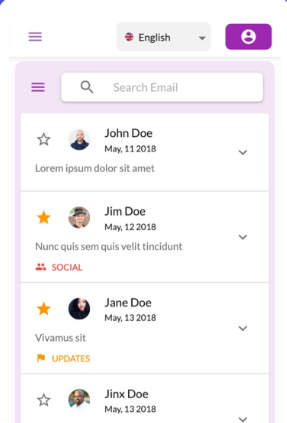 English
Search Email
John Doe
May, 11 2018
Lorem ipsum dolor sit amet
Jim Doe
May, 12 2018
Nunc quis sem quis velit tincidunt
SOCIAL
Jane Doe
May, 13 2018
Vivamus sit
UPDATES
Jinx Doe
May, 13 2018